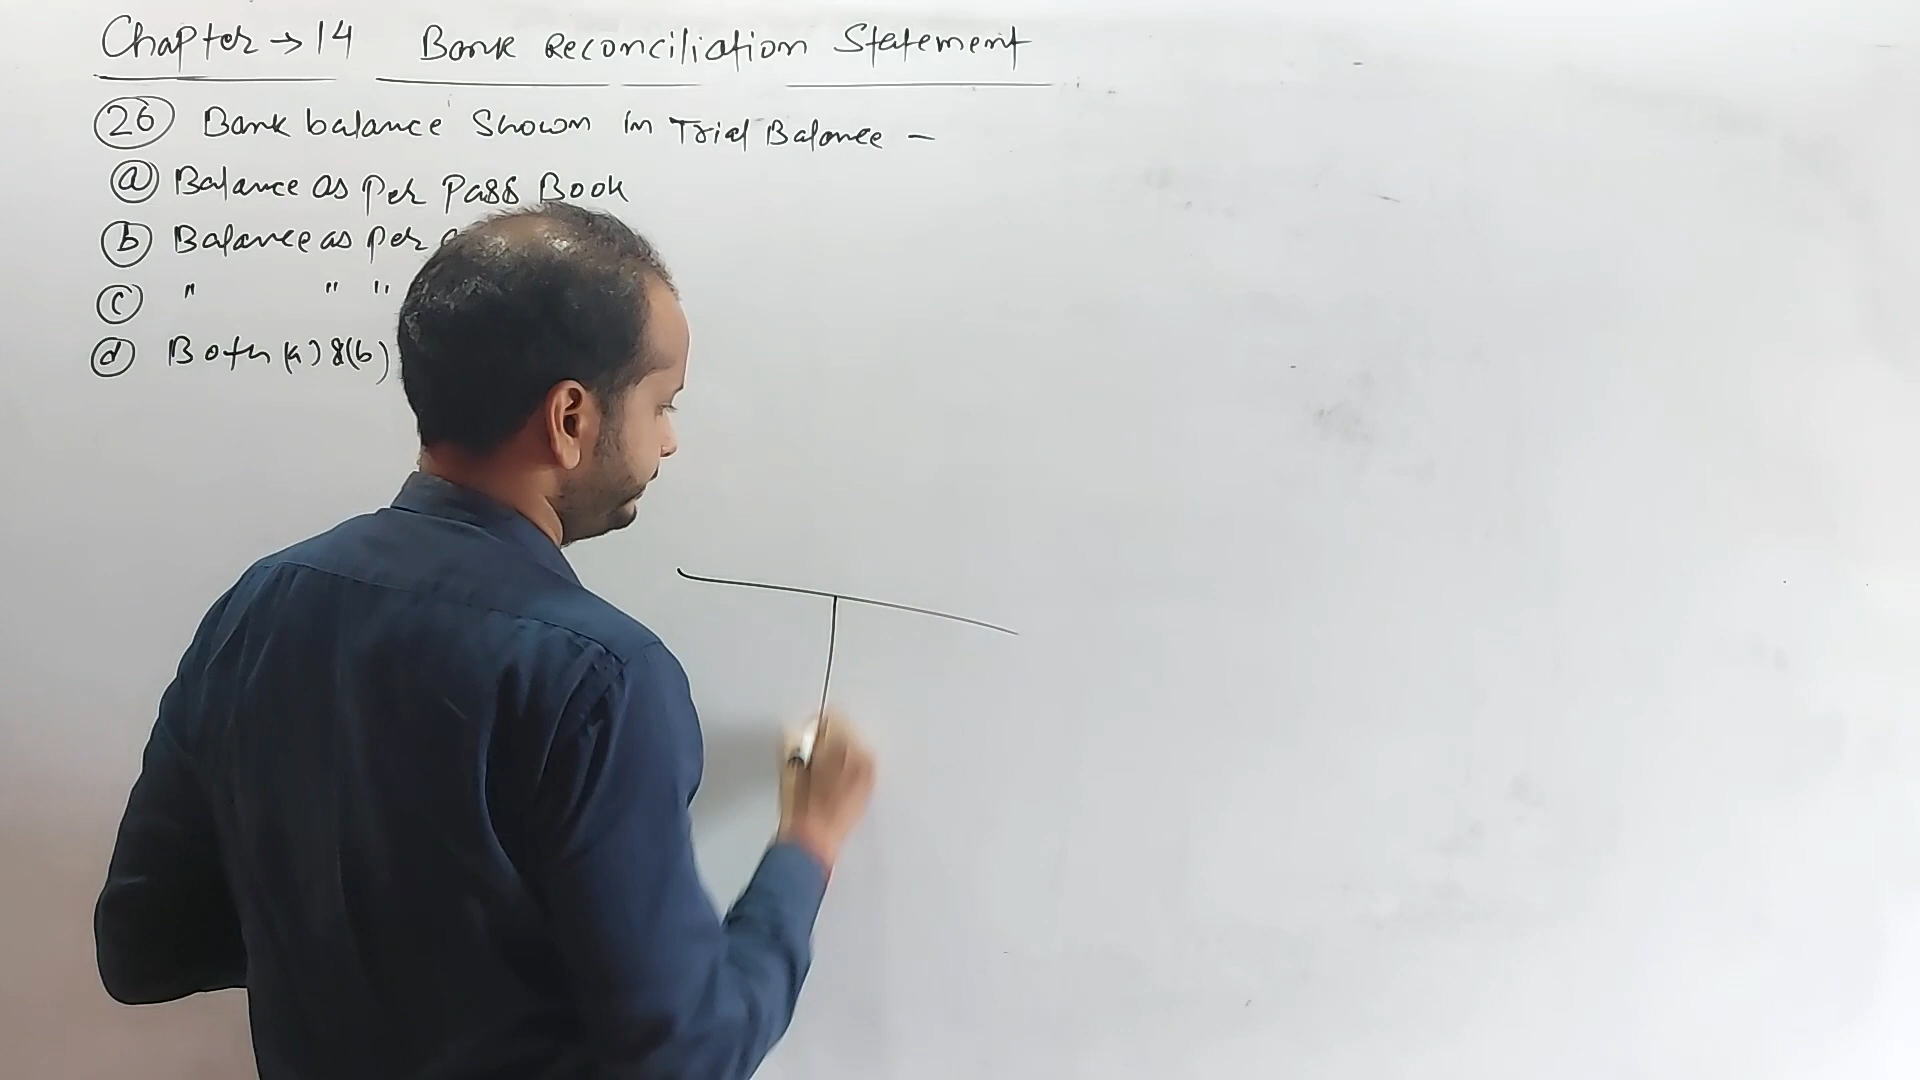 Chapter → 14 Bank Reconciliation Statement
(26) Bank balance Shown in Trial Balance –
(a) Balance as per Pass Book
(b) Balance as per
(c) " " "
(d) Both (a) & (b)